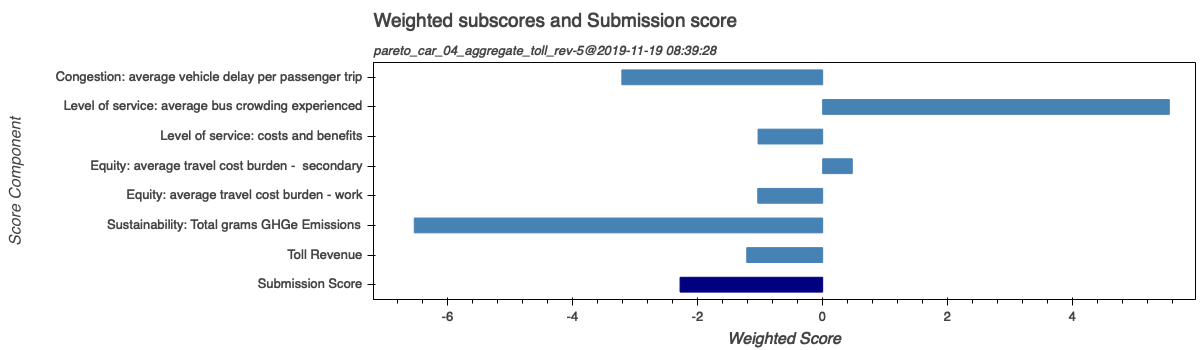 Weighted subscores and Submission score
pareto_car_04_aggregate_toll_rev-5@2019-11-19 08:39:28
Congestion: average vehicle delay per passenger trip
Level of service: average bus crowding experienced
Level of service: costs and benefits
Equity: average travel cost burden -  secondary
Equity: average travel cost burden - work
Sustainability: Total grams GHGe Emissions
Toll Revenue
Submission Score
Score Component
-6 -4 -2 0 2 4
Weighted Score